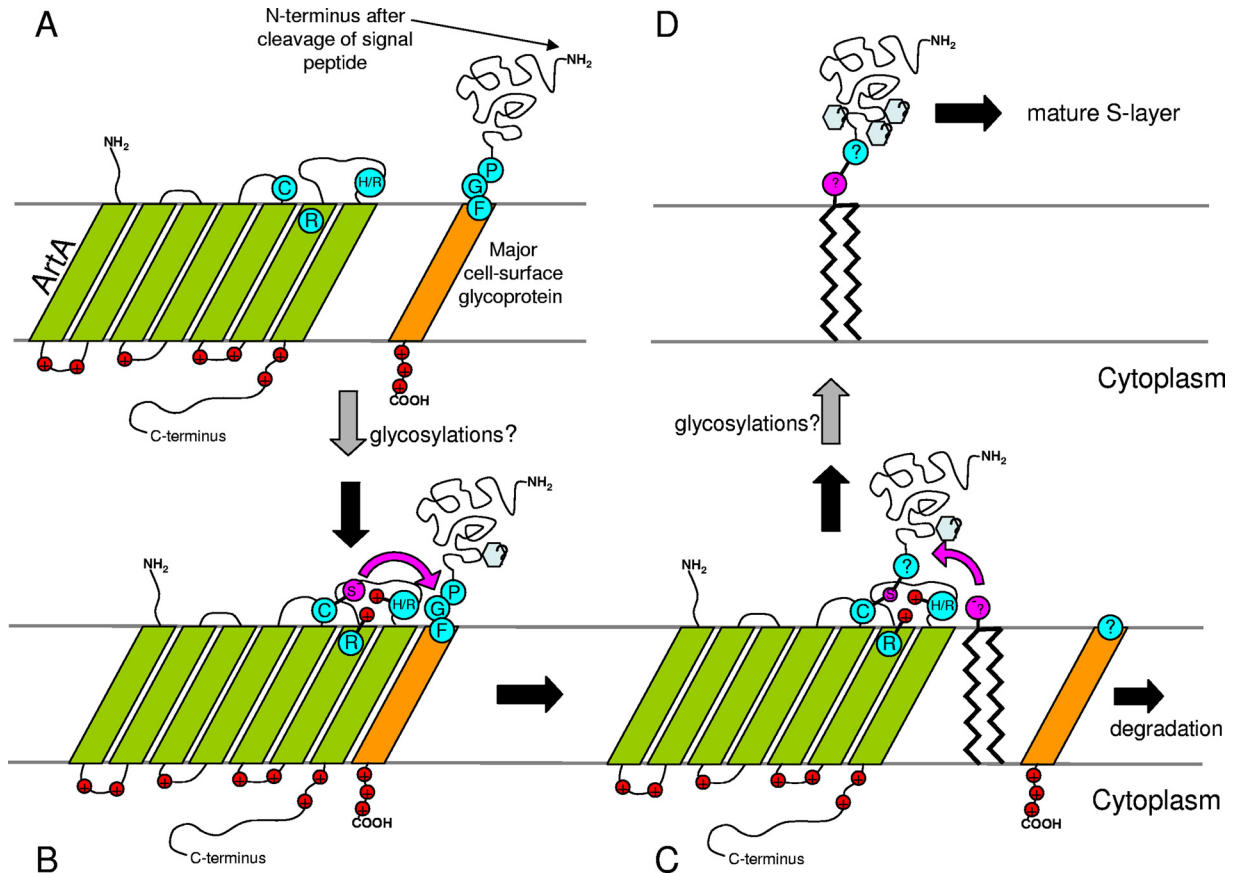 A
N-terminus after
cleavage of signal
peptide
NH2
NH2
C
H/R
R
P
G
F
ArtA
Major
cell-surface
glycoprotein
+ + + + + + +
+
+
+
COOH
C-terminus
glycosylations?
D
NH2
mature S-layer
?
?
Cytoplasm
glycosylations?
NH2
NH2
S
C
H/R
R
+
+
P
G
F
+ + + + + + +
+
+
+
COOH
C-terminus
B
NH2
NH2
?
S
C
H/R
R
+
+
-?
?
degradation
+ + + + + + +
+
+
+
COOH
Cytoplasm
C-terminus
C